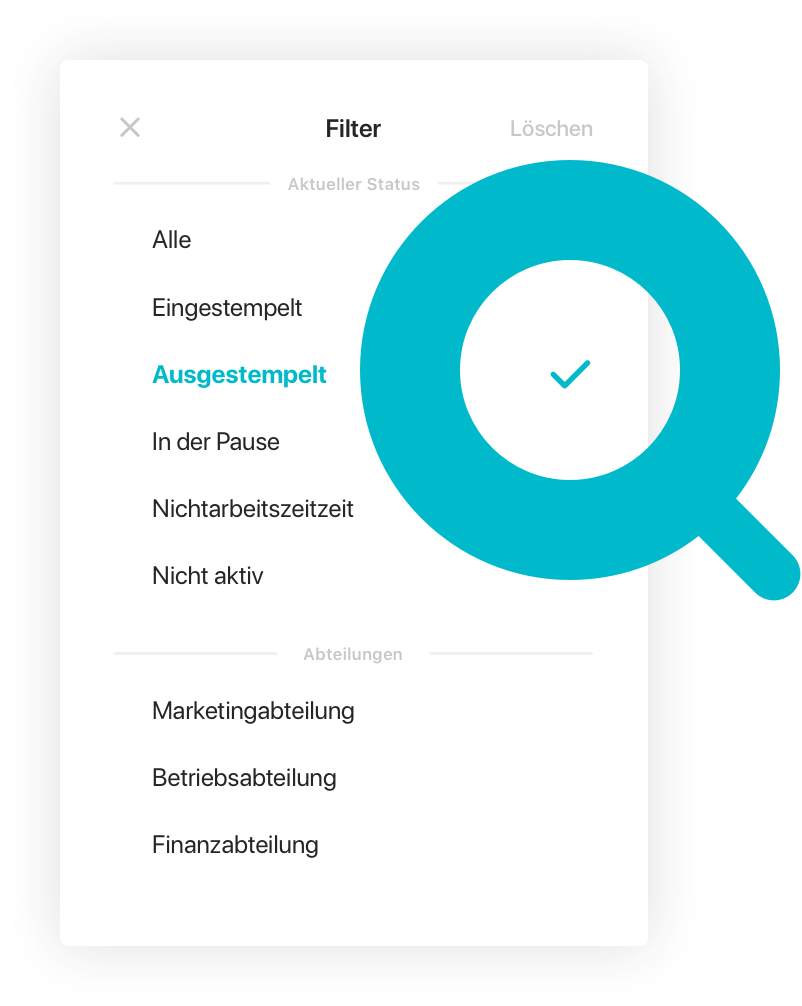 Filter
Löschen
Aktueller Status
Alle
Eingestempelt
Ausgestempelt
In der Pause
Nichtarbeitszeitzeit
Nicht aktiv
Abteilungen
Marketingabteilung
Betriebsabteilung
Finanzabteilung